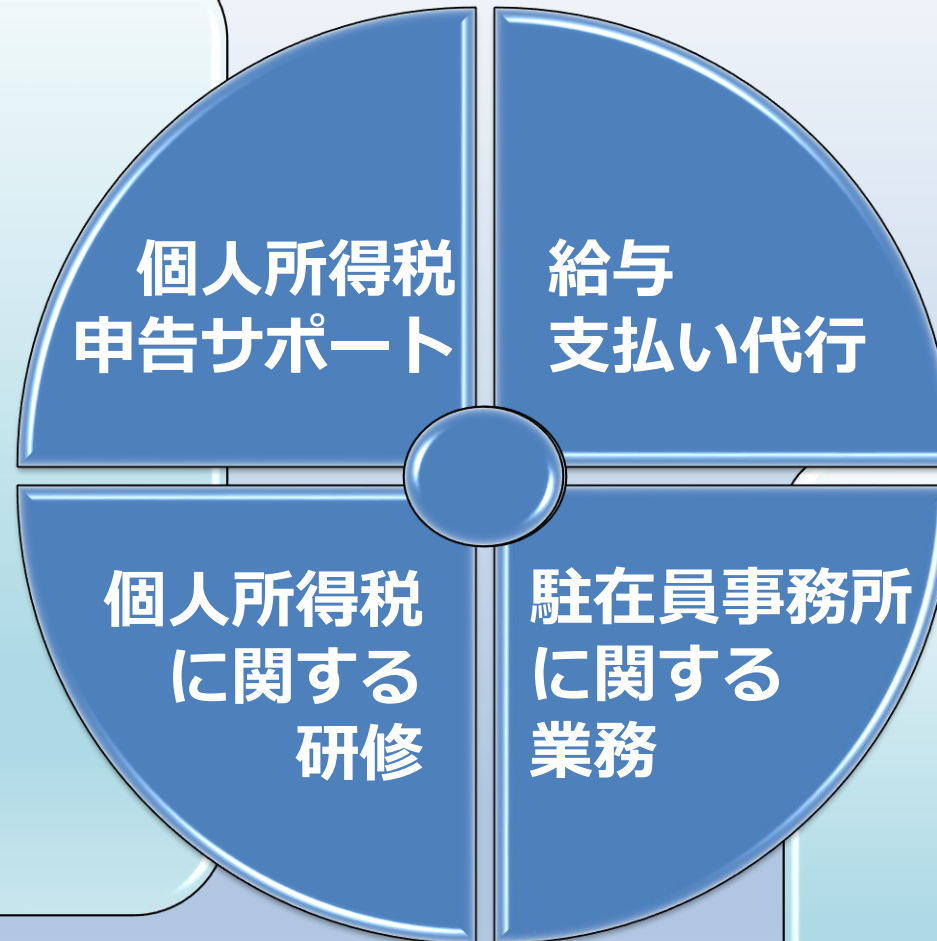 個人所得税
申告サポート
給与
支払い代行
個人所得税
に関する
研修
駐在員事務所
に関する
業務